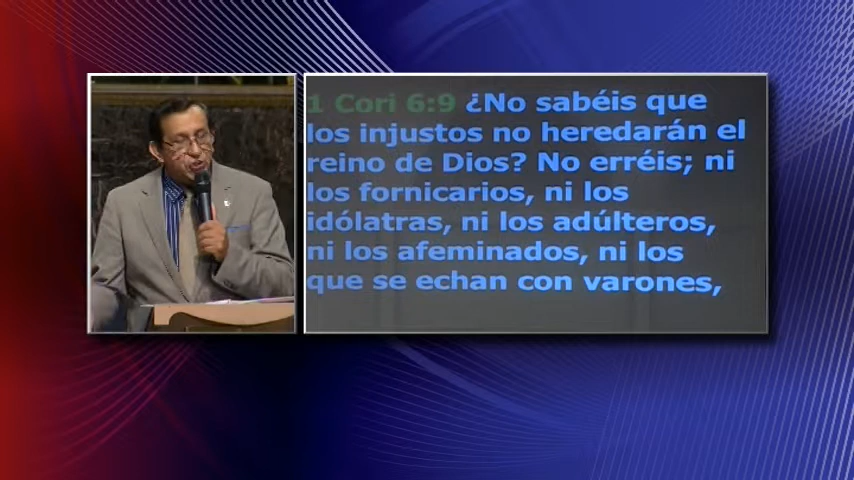 1 Cori 6:9 ¿No sabéis que
los injustos no heredarán el
reino de Dios? No erréis; ni
los fornicarios, ni los
idólatras, ni los adúlteros,
ni los afeminados, ni los
que se echan con varones,